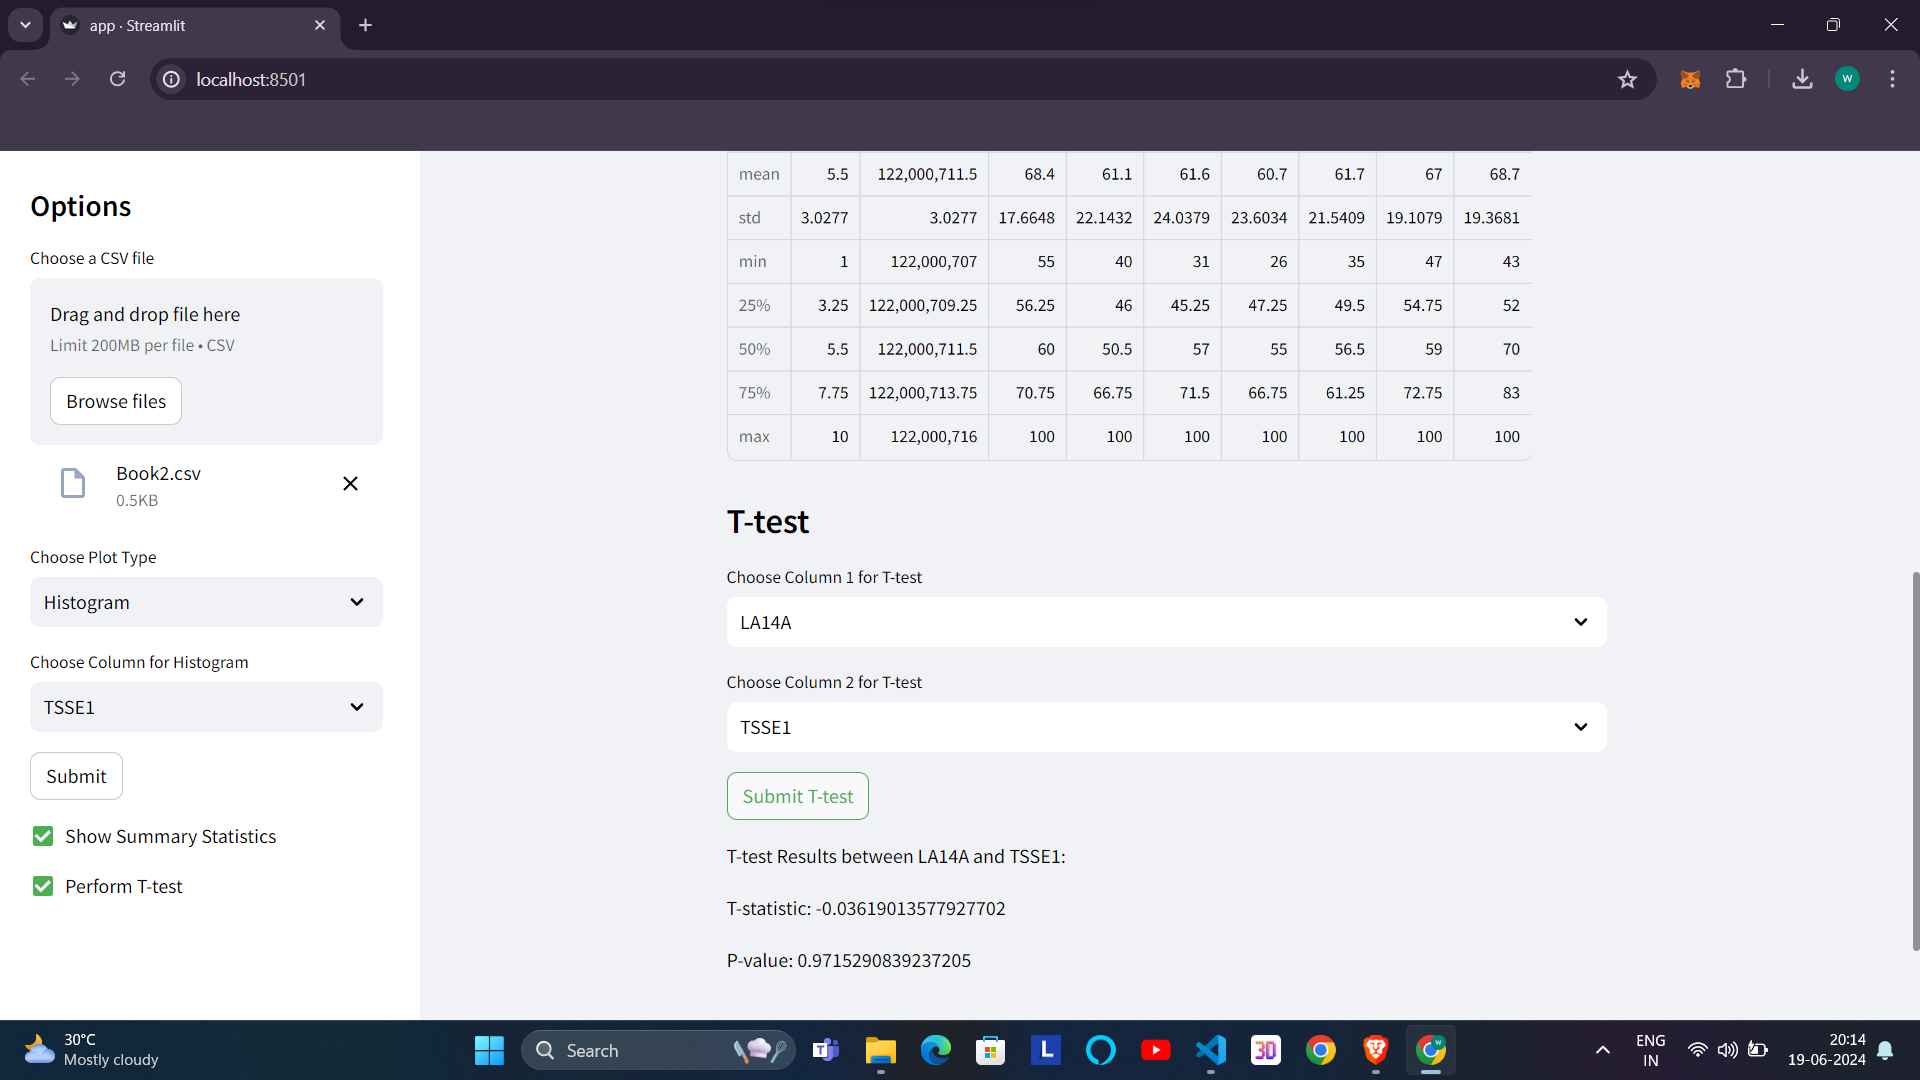 app · Streamlit
localhost:8501
W
Options
Choose a CSV file
Drag and drop file here
Limit 200MB per file • CSV
Browse files
Book2.csv
0.5KB
Choose Plot Type
Histogram
Choose Column for Histogram
TSSE1
Submit
Show Summary Statistics
Perform T-test
mean 5.5 122,000,711.5 68.4 61.1 61.6 60.7 61.7 67 68.7
std 3.0277 3.0277 17.6648 22.1432 24.0379 23.6034 21.5409 19.1079 19.3681
min 1 122,000,707 55 40 31 26 35 47 43
25% 3.25 122,000,709.25 56.25 46 45.25 47.25 49.5 54.75 52
50% 5.5 122,000,711.5 60 50.5 57 55 56.5 59 70
75% 7.75 122,000,713.75 70.75 66.75 71.5 66.75 61.25 72.75 83
max 10 122,000,716 100 100 100 100 100 100 100
T-test
Choose Column 1 for T-test
LA14A
Choose Column 2 for T-test
TSSE1
Submit T-test
T-test Results between LA14A and TSSE1:
T-statistic: -0.03619013577927702
P-value: 0.9715290839237205
30°C
Mostly cloudy
Search
L
3D
ENG
IN
20:14
19-06-2024